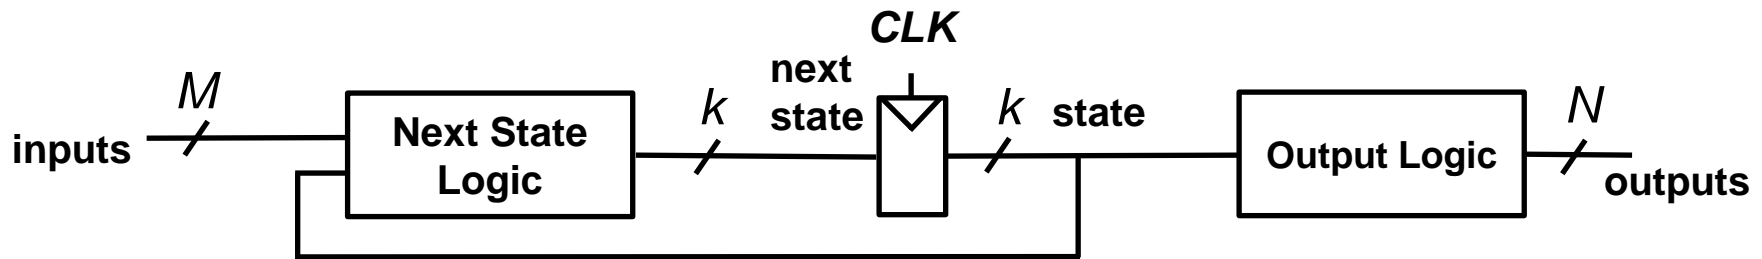 CLK
M
inputs
Next State
Logic
k
next
state
k
state
Output Logic
N
outputs